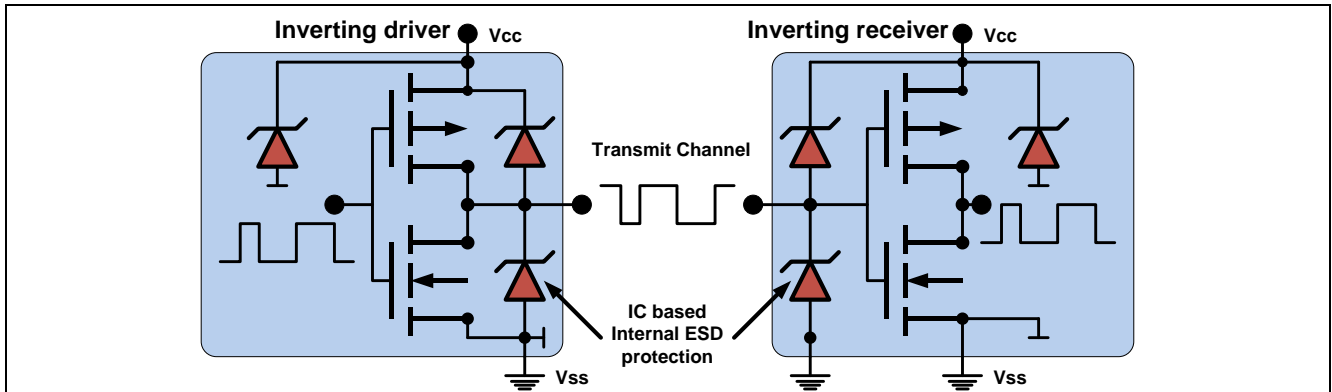 Inverting driver
Vcc
Inverting receiver
Vcc
Transmit Channel
IC based
Internal ESD
protection
Vss
Vss